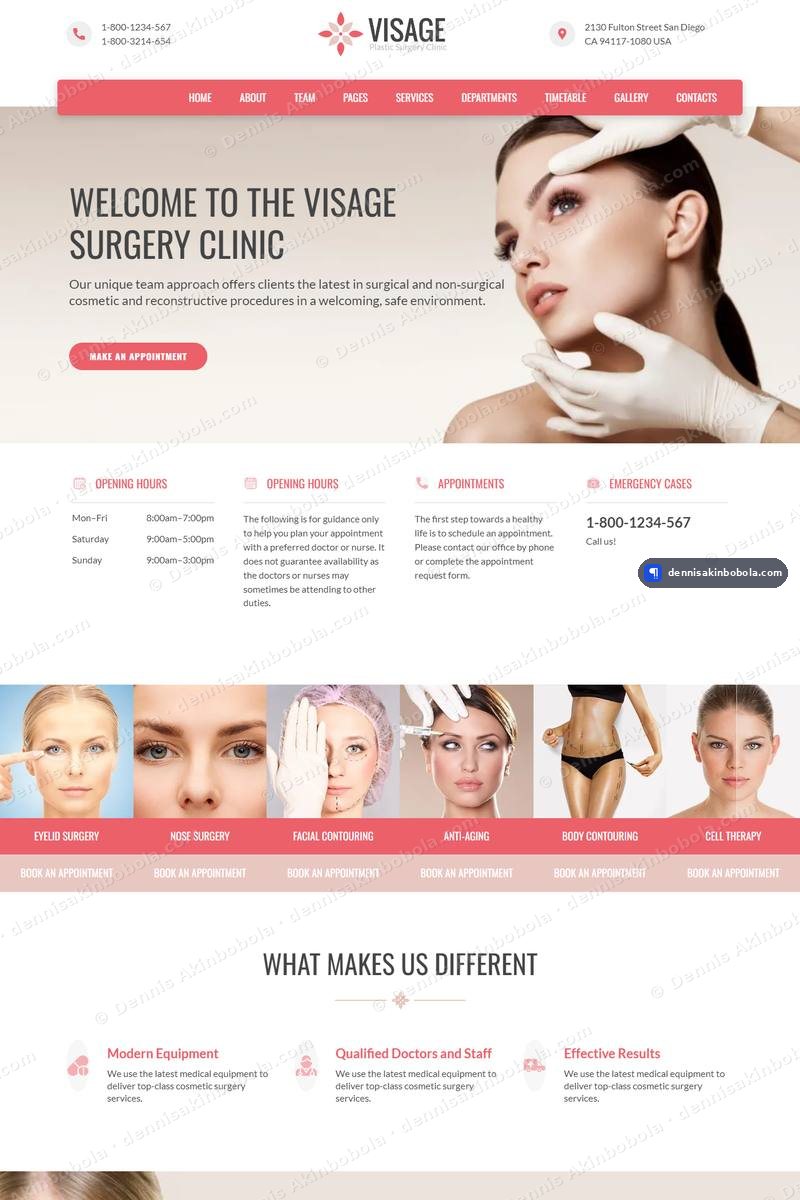 1-800-1234-567
1-800-3214-654
VISAGE
Plastic Surgery Clinic
2130 Fulton Street San Diego
CA 94117-1080 USA
HOME ABOUT TEAM PAGES SERVICES DEPARTMENTS TIMETABLE GALLERY CONTACTS
WELCOME TO THE VISAGE
SURGERY CLINIC
Our unique team approach offers clients the latest in surgical and non-surgical
cosmetic and reconstructive procedures in a welcoming, safe environment.
MAKE AN APPOINTMENT
OPENING HOURS
Mon–Fri 8:00am–7:00pm
Saturday 9:00am–5:00pm
Sunday 9:00am–3:00pm
OPENING HOURS
The following is for guidance only
to help you plan your appointment
with a preferred doctor or nurse. It
does not guarantee availability as
the doctors or nurses may
sometimes be attending to other
duties.
APPOINTMENTS
The first step towards a healthy
life is to schedule an appointment.
Please contact our office by phone
or complete the appointment
request form.
EMERGENCY CASES
1-800-1234-567
Call us!
dennisakinbobola.com
EYELID SURGERY NOSE SURGERY FACIAL CONTOURING ANTI-AGING BODY CONTOURING CELL THERAPY
BOOK AN APPOINTMENT BOOK AN APPOINTMENT BOOK AN APPOINTMENT BOOK AN APPOINTMENT BOOK AN APPOINTMENT BOOK AN APPOINTMENT
WHAT MAKES US DIFFERENT
Modern Equipment
We use the latest medical equipment to
deliver top-class cosmetic surgery
services.
Qualified Doctors and Staff
We use the latest medical equipment to
deliver top-class cosmetic surgery
services.
Effective Results
We use the latest medical equipment to
deliver top-class cosmetic surgery
services.
© Dennis Akinbobola · dennisakinbobola.com